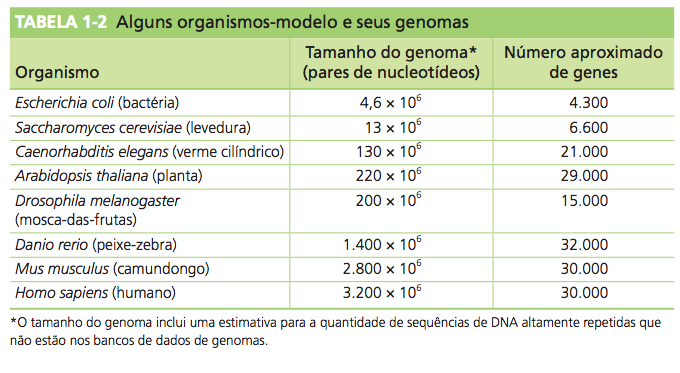 TABELA 1-2 Alguns organismos-modelo e seus genomas
Organismo Tamanho do genoma* (pares de nucleotídeos) Número aproximado de genes
Escherichia coli (bactéria) 4,6 × 10⁶ 4.300
Saccharomyces cerevisiae (levedura) 13 × 10⁶ 6.600
Caenorhabditis elegans (verme cilíndrico) 130 × 10⁶ 21.000
Arabidopsis thaliana (planta) 220 × 10⁶ 29.000
Drosophila melanogaster 200 × 10⁶ 15.000
(mosca-das-frutas)
Danio rerio (peixe-zebra) 1.400 × 10⁶ 32.000
Mus musculus (camundongo) 2.800 × 10⁶ 30.000
Homo sapiens (humano) 3.200 × 10⁶ 30.000
*O tamanho do genoma inclui uma estimativa para a quantidade de sequências de DNA altamente repetidas que
não estão nos bancos de dados de genomas.